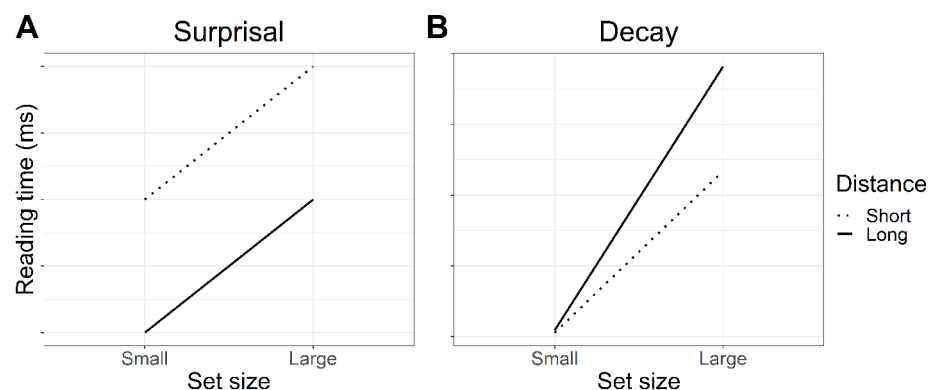 A
Surprisal
B
Decay
Reading time (ms)
Small
Large
Set size
Small
Large
Set size
Distance
Short
Long